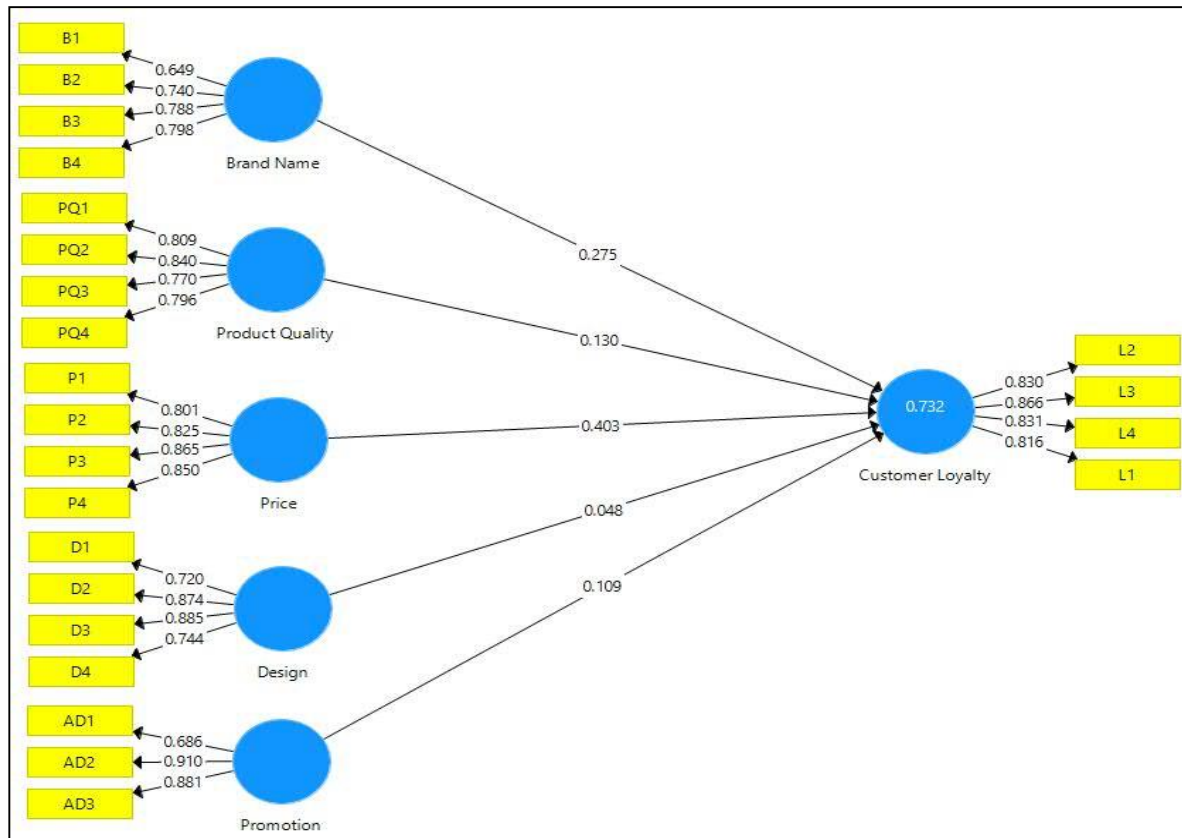 B1
B2
B3
B4
0.649
0.740
0.788
0.798
Brand Name
PQ1
PQ2
PQ3
PQ4
0.809
0.840
0.770
0.796
Product Quality
P1
P2
P3
P4
0.801
0.825
0.865
0.850
Price
D1
D2
D3
D4
0.720
0.874
0.885
0.744
Design
AD1
AD2
AD3
0.686
0.910
0.881
Promotion
0.275
0.130
0.403
0.048
0.109
0.732
Customer Loyalty
0.830
0.866
0.831
0.816
L2
L3
L4
L1